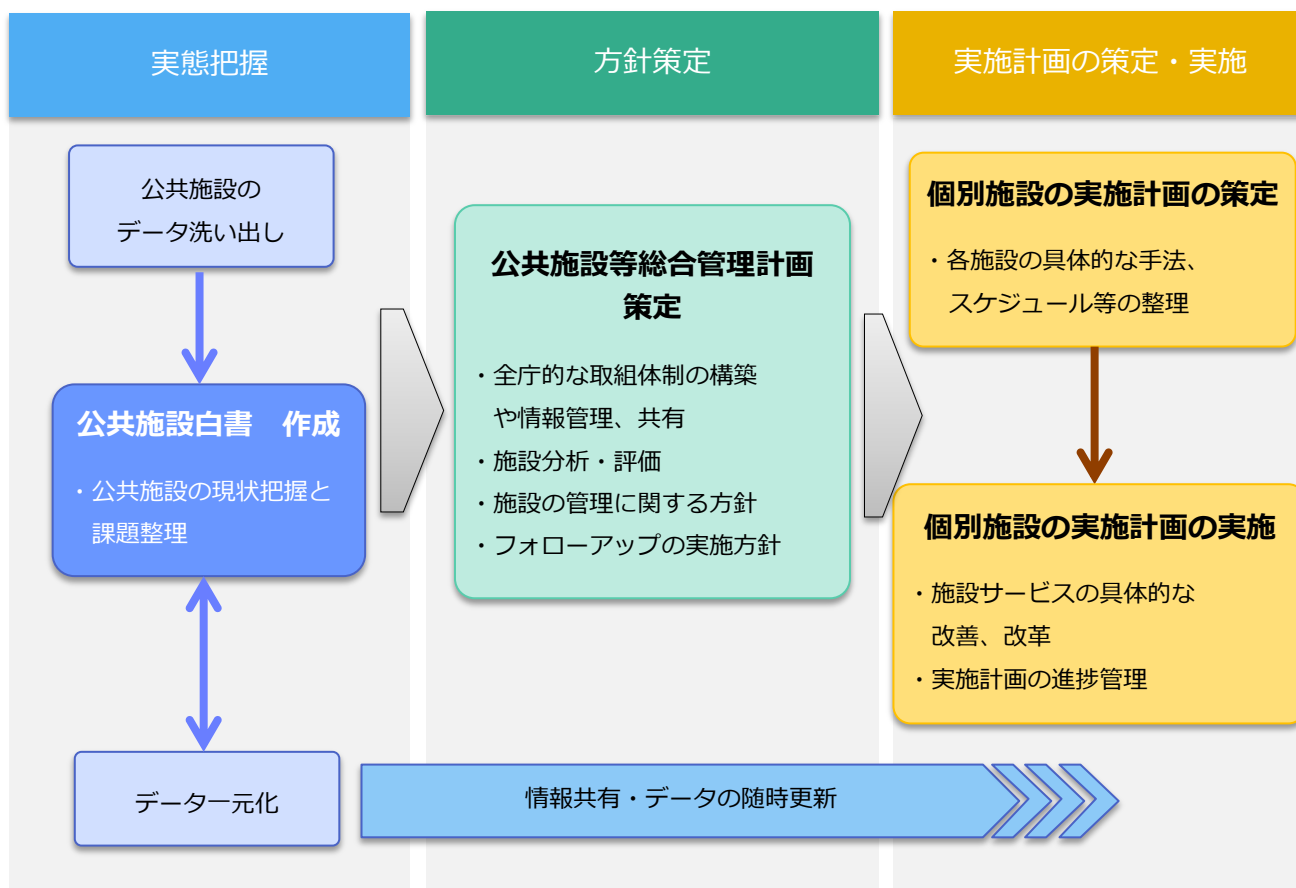 実態把握
方針策定
実施計画の策定・実施
公共施設の
データ洗い出し
公共施設白書　作成
・公共施設の現状把握と
課題整理
データ一元化
公共施設等総合管理計画
策定
・全庁的な取組体制の構築
や情報管理、共有
・施設分析・評価
・施設の管理に関する方針
・フォローアップの実施方針
個別施設の実施計画の策定
・各施設の具体的な手法、
スケジュール等の整理
個別施設の実施計画の実施
・施設サービスの具体的な
改善、改革
・実施計画の進捗管理
情報共有・データの随時更新